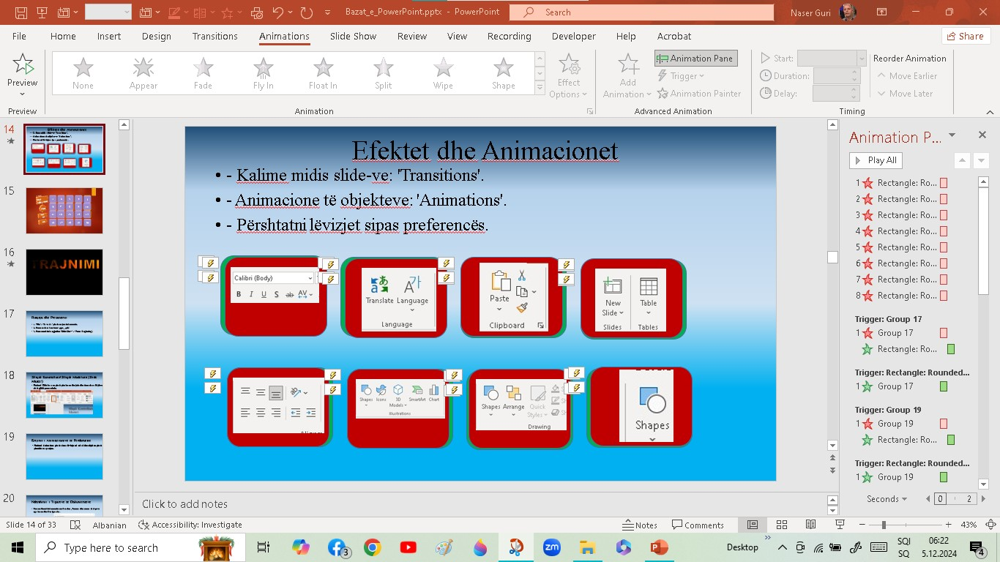 Bazat_e_PowerPoint.pptx - PowerPoint
Search
Naser Guri
File Home Insert Design Transitions Animations Slide Show Review View Recording Developer Help Acrobat
Share
Preview
None Appear Fade Fly In Float In Split Wipe Shape
Effect Options
Add Animation
Animation Pane
Trigger
Animation Painter
Start:
Duration:
Delay:
Reorder Animation
Move Earlier
Move Later
Preview Animation Advanced Animation Timing
14
15
16
TRAJNIMI
17
18
19
20
Efektet dhe Animacionet
• - Kalime midis slide-ve: 'Transitions'.
• - Animacione të objekteve: 'Animations'.
• - Përshtatni lëvizjet sipas preferencës.
Calibri (Body)
B I U S ab AV
Translate Language
Language
Paste
Clipboard
New Slide
Table
Slides Tables
Shapes Icons 3D Models SmartArt Chart
Illustrations
Shapes Arrange Quick Styles
Drawing
Shapes
Animation P...
Play All
1 Rectangle: Ro...
2 Rectangle: Ro...
3 Rectangle: Ro...
4 Rectangle: Ro...
5 Rectangle: Ro...
6 Rectangle: Ro...
7 Rectangle: Ro...
8 Rectangle: Ro...
Trigger: Group 17
1 Group 17
Rectangle: Ro...
Trigger: Rectangle: Rounded...
1 Group 17
Trigger: Group 19
1 Group 19
Rectangle: Ro...
Trigger: Rectangle: Rounded...
1 Group 19
Seconds 0 2
Click to add notes
Slide 14 of 33 Albanian Accessibility: Investigate Notes Comments 43%
Type here to search
3
zm
Desktop
SQI
SQ
06:22
5.12.2024
4